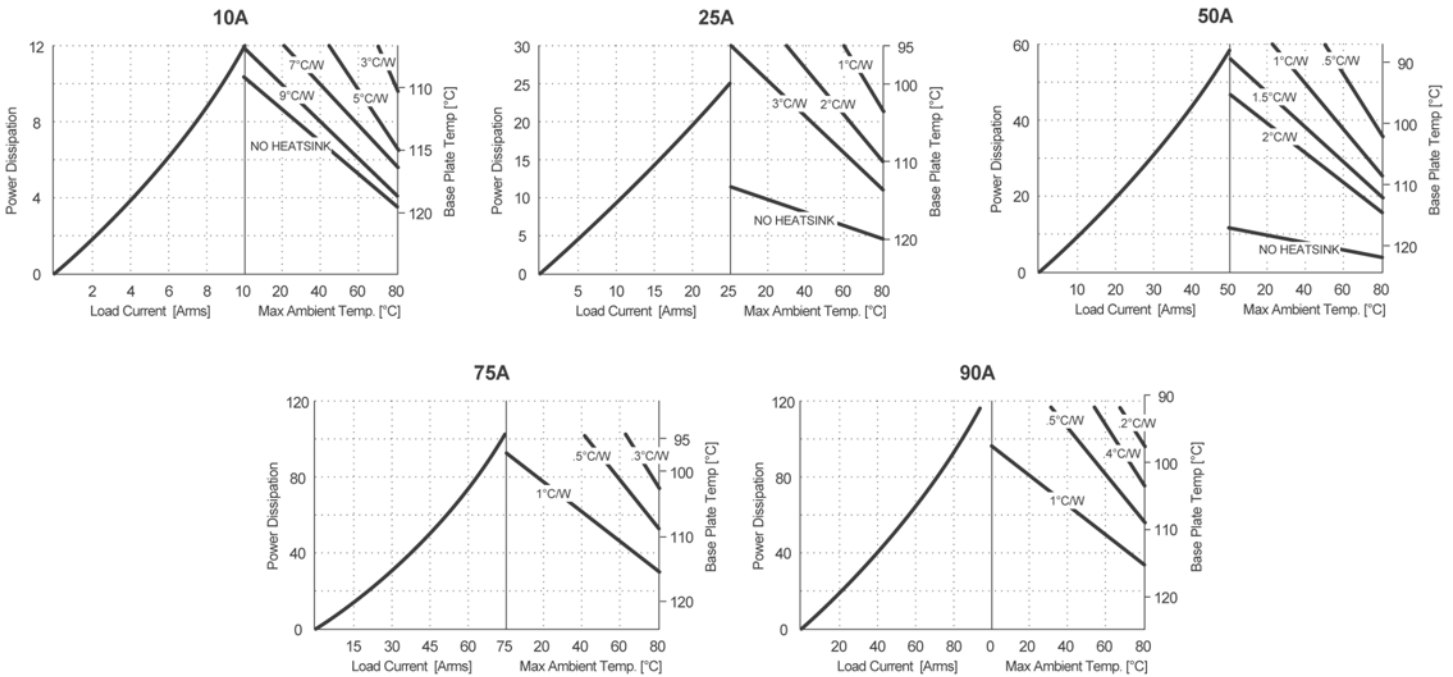 10A
Power Dissipation
12
8
4
0
2 4 6 8 10 20 40 60 80
Load Current [Arms] Max Ambient Temp. [°C]
7°C/W
3°C/W
9°C/W
5°C/W
NO HEATSINK
110
115
120
Base Plate Temp [°C]
25A
Power Dissipation
30
25
20
15
10
5
0
5 10 15 20 25 20 40 60 80
Load Current [Arms] Max Ambient Temp. [°C]
1°C/W
3°C/W
2°C/W
NO HEATSINK
95
100
110
120
Base Plate Temp [°C]
50A
Power Dissipation
60
40
20
0
10 20 30 40 50 20 40 60 80
Load Current [Arms] Max Ambient Temp. [°C]
1°C/W
.5°C/W
1.5°C/W
2°C/W
NO HEATSINK
90
100
110
120
Base Plate Temp [°C]
75A
Power Dissipation
120
80
40
0
15 30 45 60 75 20 40 60 80
Load Current [Arms] Max Ambient Temp. [°C]
.5°C/W
.3°C/W
1°C/W
95
100
110
120
Base Plate Temp [°C]
90A
Power Dissipation
120
80
40
0
20 40 60 80 0 20 40 60 80
Load Current [Arms] Max Ambient Temp. [°C]
.5°C/W
.2°C/W
.4°C/W
1°C/W
90
100
110
120
Base Plate Temp [°C]